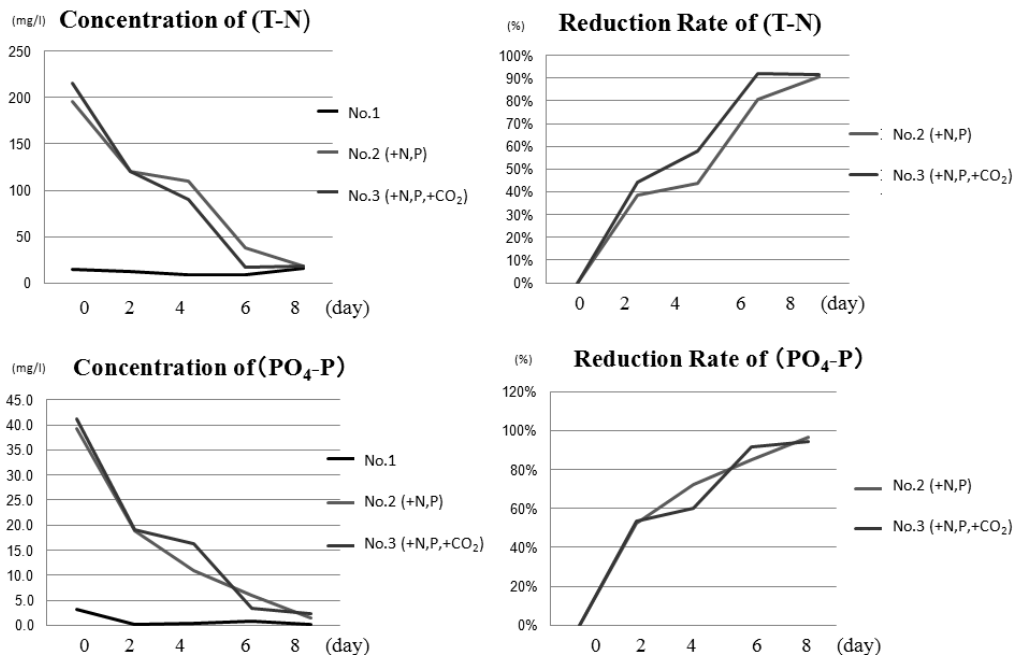 (mg/l) Concentration of (T-N)
250
200
150
100
50
0
No.1
No.2 (+N,P)
No.3 (+N,P,+CO₂)
0 2 4 6 8 (day)
(%) Reduction Rate of (T-N)
100%
90%
80%
70%
60%
50%
40%
30%
20%
10%
0%
No.2 (+N,P)
No.3 (+N,P,+CO₂)
0 2 4 6 8 (day)
(mg/l) Concentration of(PO₄-P)
45.0
40.0
35.0
30.0
25.0
20.0
15.0
10.0
5.0
0.0
No.1
No.2 (+N,P)
No.3 (+N,P,+CO₂)
0 2 4 6 8 (day)
(%) Reduction Rate of (PO₄-P)
120%
100%
80%
60%
40%
20%
0%
No.2 (+N,P)
No.3 (+N,P,+CO₂)
0 2 4 6 8 (day)